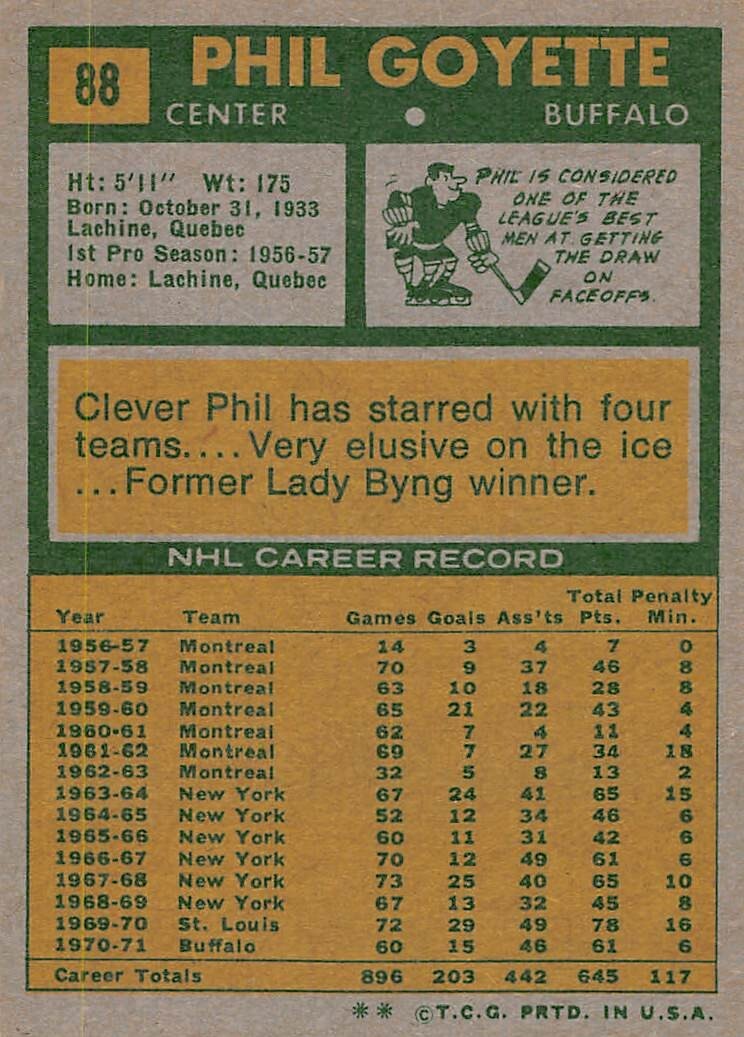 88
PHIL GOYETTE
CENTER • BUFFALO
Ht: 5'11" Wt: 175
Born: October 31, 1933
Lachine, Quebec
1st Pro Season: 1956-57
Home: Lachine, Quebec
PHIL IS CONSIDERED
ONE OF THE
LEAGUE'S BEST
MEN AT GETTING
THE DRAW
ON
FACEOFFS.
Clever Phil has starred with four
teams....Very elusive on the ice
...Former Lady Byng winner.
NHL CAREER RECORD
Year Team Games Goals Ass'ts Total Pts. Penalty Min.
1956-57 Montreal 14 3 4 7 0
1957-58 Montreal 70 9 37 46 8
1958-59 Montreal 63 10 18 28 8
1959-60 Montreal 65 21 22 43 4
1960-61 Montreal 62 7 4 11 4
1961-62 Montreal 69 7 27 34 18
1962-63 Montreal 32 5 8 13 2
1963-64 New York 67 24 41 65 15
1964-65 New York 52 12 34 46 6
1965-66 New York 60 11 31 42 6
1966-67 New York 70 12 49 61 6
1967-68 New York 73 25 40 65 10
1968-69 New York 67 13 32 45 8
1969-70 St. Louis 72 29 49 78 16
1970-71 Buffalo 60 15 46 61 6
Career Totals 896 203 442 645 117
** ©T.C.G. PRTD. IN U.S.A.